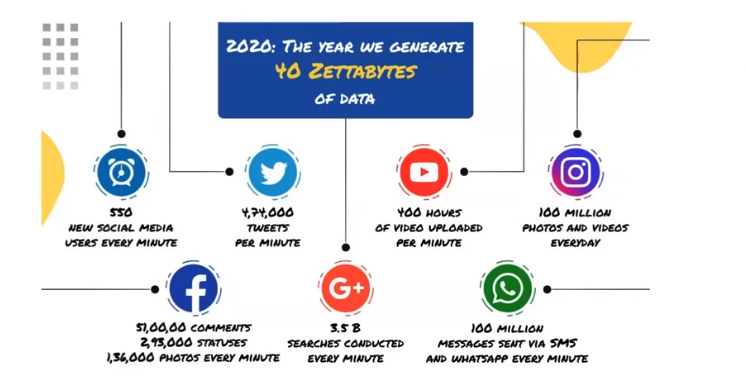 2020: The year we generate
40 Zettabytes
of data
550
new social media
users every minute
4,74,000
tweets
per minute
400 hours
of video uploaded
per minute
100 million
photos and videos
everyday
51,00,00 comments
2,93,000 statuses
1,36,000 photos every minute
G+
3.5 B
searches conducted
every minute
100 million
messages sent via SMS
and whatsapp every minute